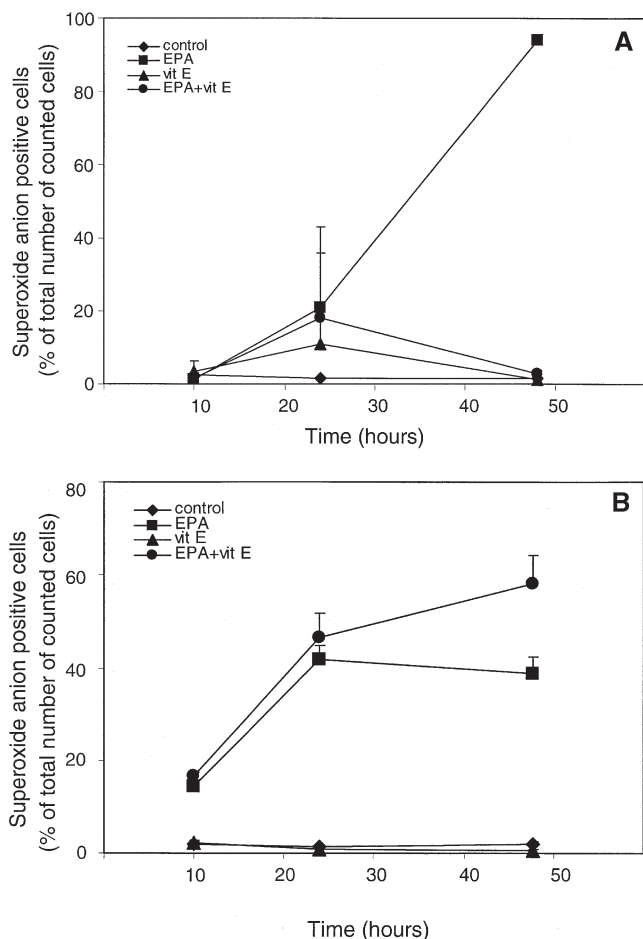 A
control
EPA
vit E
EPA+vit E
Superoxide anion positive cells
(% of total number of counted cells)
100
80
60
40
20
0
10 20 30 40 50
Time (hours)
B
control
EPA
vit E
EPA+vit E
Superoxide anion positive cells
(% of total number of counted cells)
80
60
40
20
0
10 20 30 40 50
Time (hours)